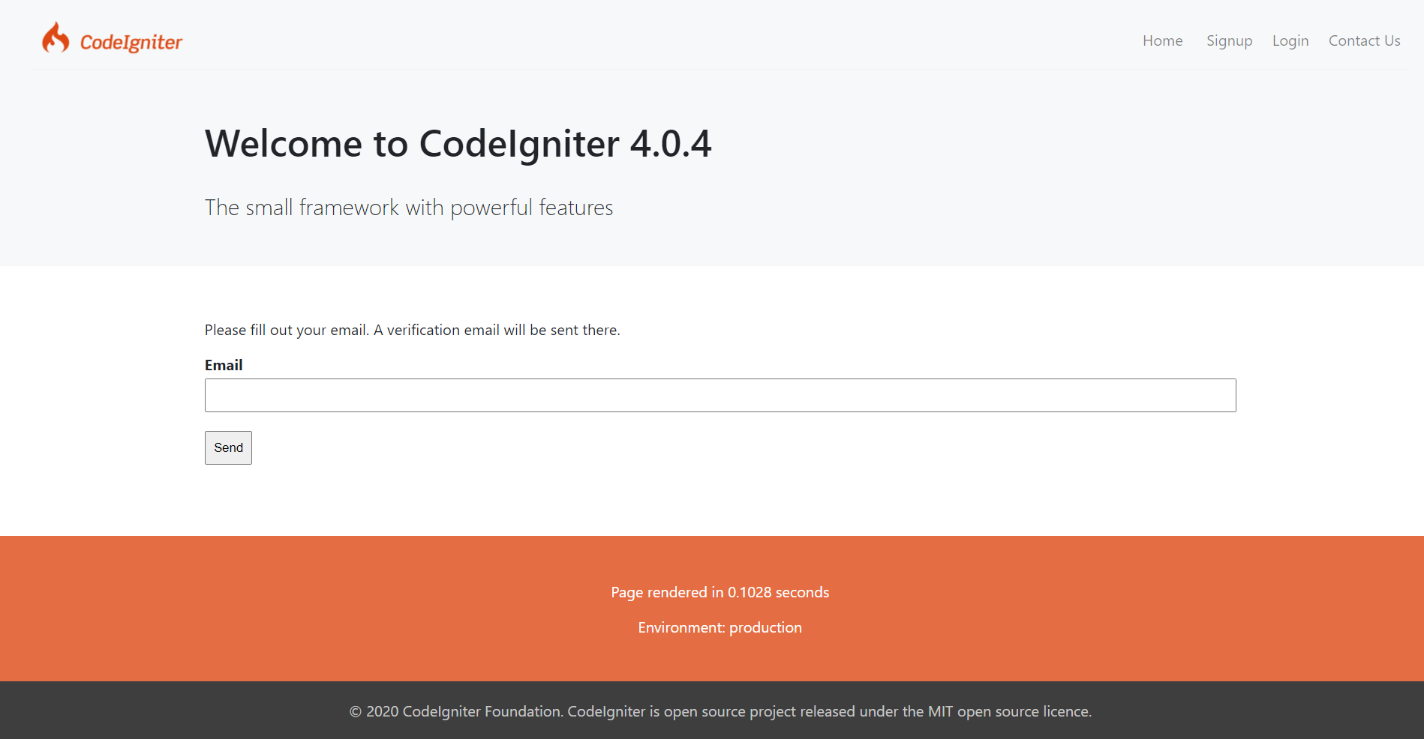 CodeIgniter
Home Signup Login Contact Us
Welcome to CodeIgniter 4.0.4
The small framework with powerful features
Please fill out your email. A verification email will be sent there.
Email
Send
Page rendered in 0.1028 seconds
Environment: production
© 2020 CodeIgniter Foundation. CodeIgniter is open source project released under the MIT open source licence.